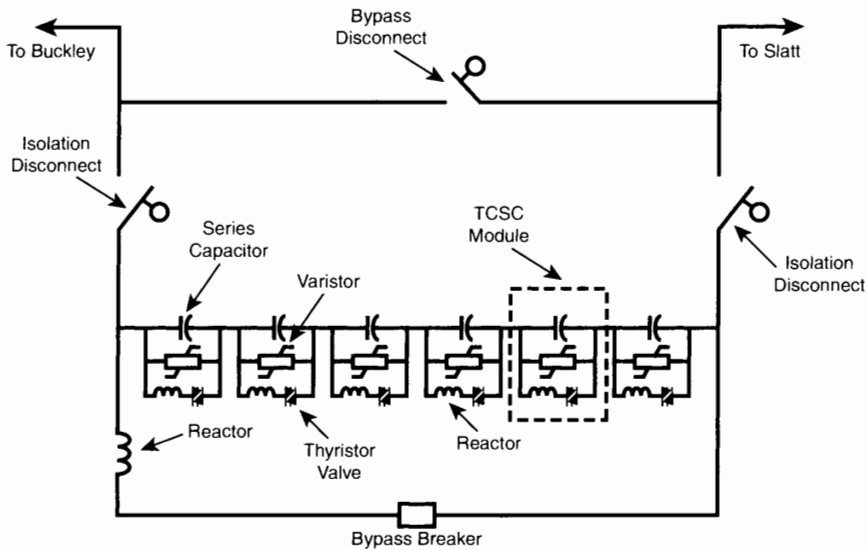 Bypass
Disconnect
To Buckley
To Slatt
Isolation
Disconnect
Series
Capacitor
Varistor
TCSC
Module
Isolation
Disconnect
Reactor
Thyristor
Valve
Reactor
Bypass Breaker